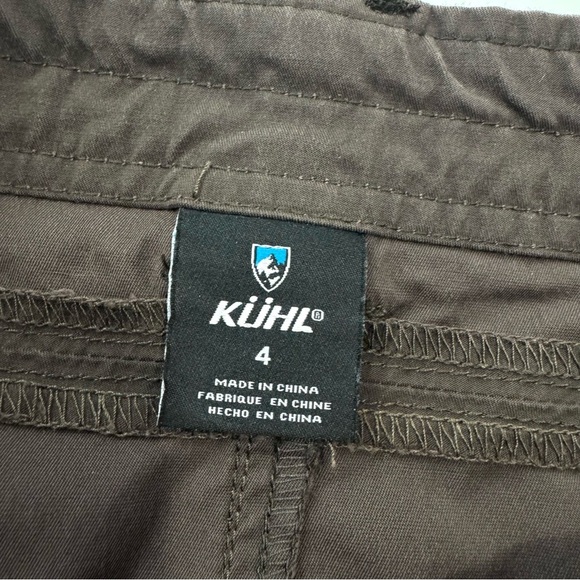 KÜHL®
4
MADE IN CHINA
FABRIQUE EN CHINE
HECHO EN CHINA